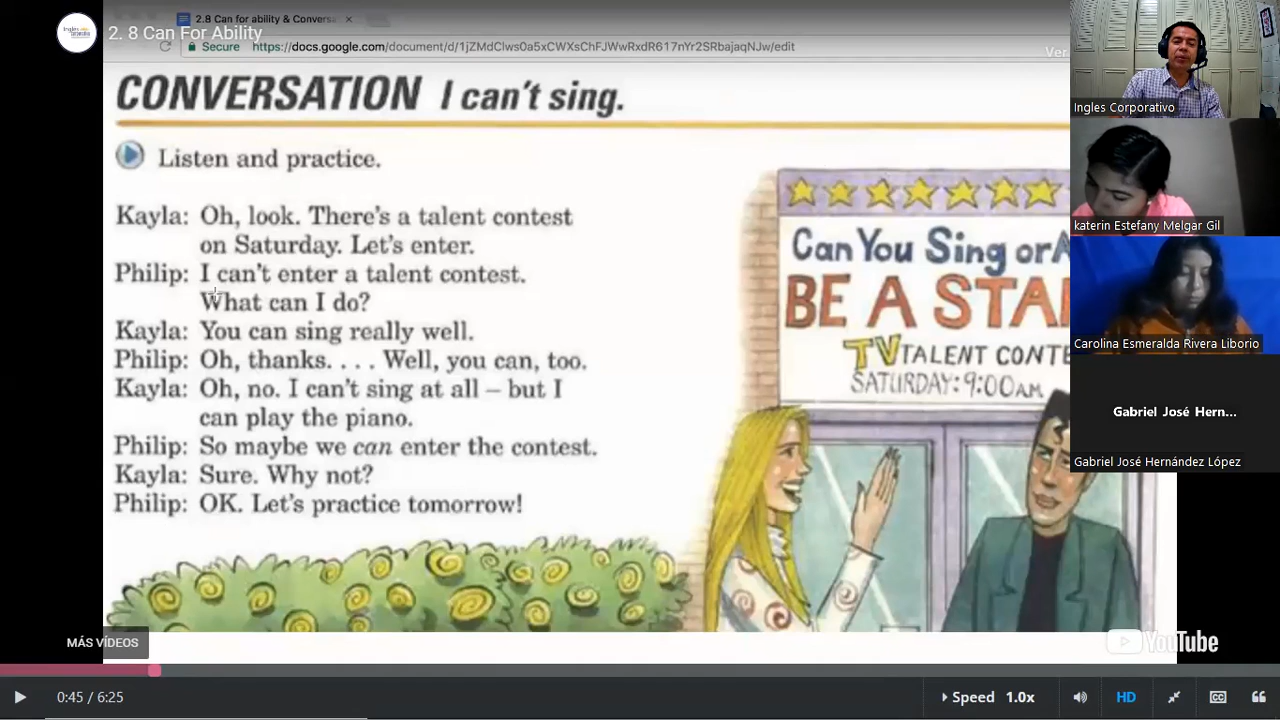 2.8 Can for ability & Conversa
2. 8 Can For Ability
Secure
https://docs.google.com/document/
Ver
CONVERSATION I can't sing.
Listen and practice.
Kayla: Oh, look. There's a talent contest
on Saturday. Let's enter.
Philip: I can't enter a talent contest.
What can I do?
Kayla: You can sing really well.
Philip: Oh, thanks. . . . Well, you can, too.
Kayla: Oh, no. I can't sing at all – but I
can play the piano.
Philip: So maybe we can enter the contest.
Kayla: Sure. Why not?
Philip: OK. Let's practice tomorrow!
Can You Sing or A
BE A STA
TV TALENT CONTE
SATURDAY: 9:00 AM
Ingles Corporativo
katerin Estefany Melgar Gil
Carolina Esmeralda Rivera Liborio
Gabriel José Hern...
Gabriel José Hernández López
MÁS VÍDEOS
YouTube
0:45 / 6:25
Speed 1.0x
HD
CC